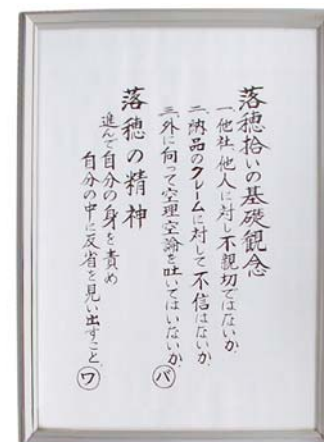 落穂拾いの基礎観念
一、他社、他人に対し不親切ではないか、
二、納品のクレームに対して不信はないか、
三、外に向って空理空論を吐いてはいないか、㋩
落穂の精神
進んで自分の身を責め
自分の中に反省を見い出すこと、㋻